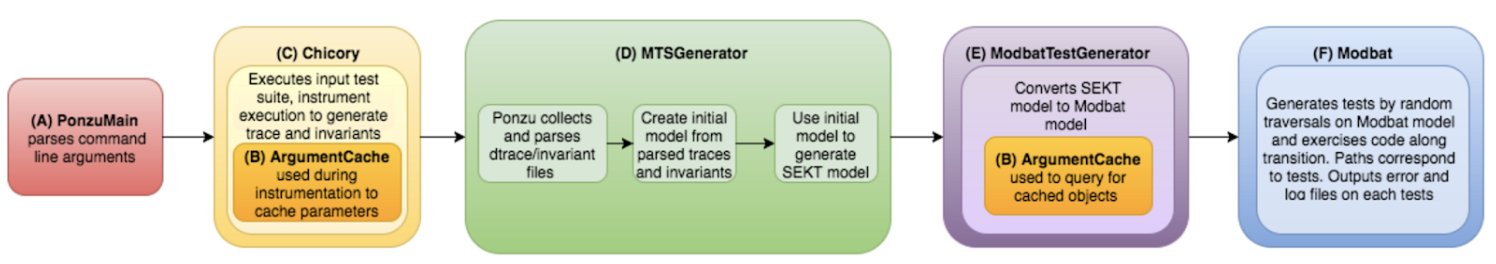 (A) PonzuMain
parses command
line arguments
(C) Chicory
Executes input test
suite, instrument
execution to generate
trace and invariants
(B) ArgumentCache
used during
instrumentation to
cache parameters
(D) MTSGenerator
Ponzu collects
and parses
dtrace/invariant
files
Create initial
model from
parsed traces
and invariants
Use initial
model to
generate
SEKT model
(E) ModbatTestGenerator
Converts SEKT
model to Modbat
model
(B) ArgumentCache
used to query for
cached objects
(F) Modbat
Generates tests by random
traversals on Modbat model
and exercises code along
transition. Paths correspond
to tests. Outputs error and
log files on each tests